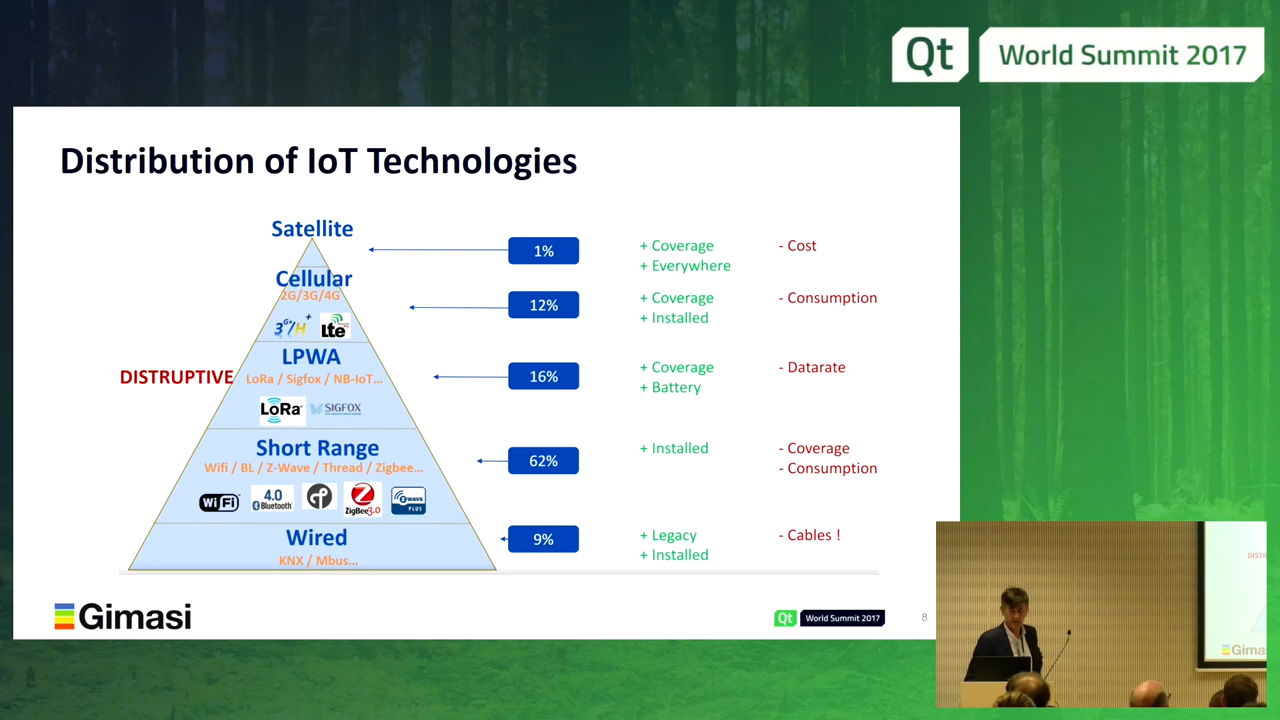 Qt World Summit 2017
Distribution of IoT Technologies
Satellite
1%
+ Coverage
- Cost
+ Everywhere
Cellular
2G/3G/4G
12%
+ Coverage
- Consumption
+ Installed
3G+/H+
LTE
LPWA
DISTRUPTIVE
LoRa / Sigfox / NB-IoT...
16%
+ Coverage
- Datarate
+ Battery
LoRa
SIGFOX
Short Range
Wifi / BL / Z-Wave / Thread / Zigbee...
62%
+ Installed
- Coverage
- Consumption
WiFi
4.0
Bluetooth
ZigBee3.0
Z WAVE
PLUS
Wired
KNX / Mbus...
9%
+ Legacy
- Cables !
+ Installed
Gimasi
Qt World Summit 2017
8
DISTR
Gima